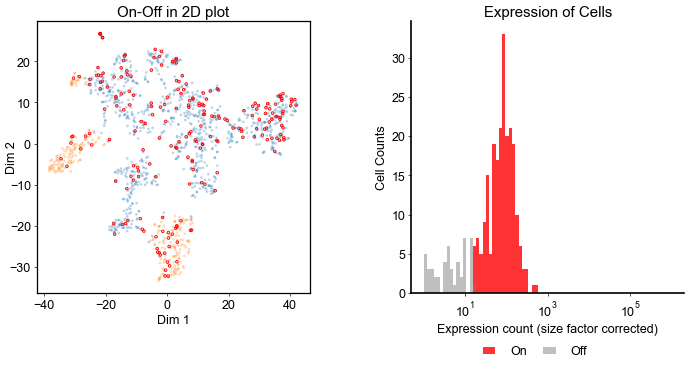 On-Off in 2D plot
Dim 2
20
10
0
−10
−20
−30
−40
−20
0
20
40
Dim 1
Expression of Cells
Cell Counts
35
30
25
20
15
10
5
0
10^1
10^3
10^5
Expression count (size factor corrected)
On
Off